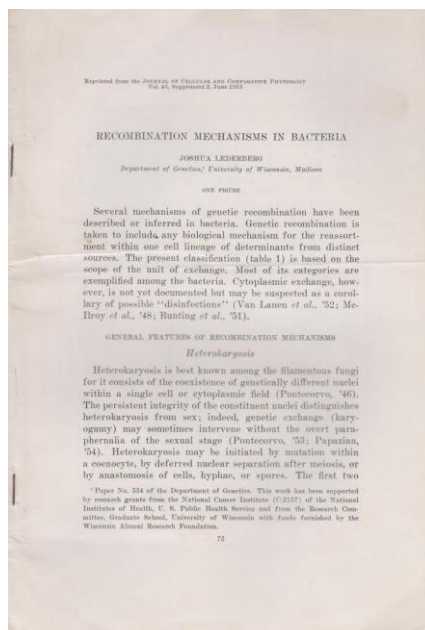 Reprinted from the JOURNAL OF CELLULAR AND COMPARATIVE PHYSIOLOGY
Vol. 45, Supplement 2, June 1955
RECOMBINATION MECHANISMS IN BACTERIA
JOSHUA LEDERBERG
Department of Genetics,¹ University of Wisconsin, Madison
ONE FIGURE
Several mechanisms of genetic recombination have been
described or inferred in bacteria. Genetic recombination is
taken to include any biological mechanism for the reassort-
ment within one cell lineage of determinants from distinct
sources. The present classification (table 1) is based on the
scope of the unit of exchange. Most of its categories are
exemplified among the bacteria. Cytoplasmic exchange, how-
ever, is not yet documented but may be suspected as a corol-
lary of possible "disinfections" (Van Lanen et al., '52; Mc-
Ilroy et al., '48; Bunting et al., '51).
GENERAL FEATURES OF RECOMBINATION MECHANISMS
Heterokaryosis
Heterokaryosis is best known among the filamentous fungi
for it consists of the coexistence of genetically different nuclei
within a single cell or cytoplasmic field (Pontecorvo, '46).
The persistent integrity of the constituent nuclei distinguishes
heterokaryosis from sex; indeed, genetic exchange (kary-
ogamy) may sometimes intervene without the overt para-
phernalia of the sexual stage (Pontecorvo, '53; Papazian,
'54). Heterokaryosis may be initiated by mutation within
a coenocyte, by deferred nuclear separation after meiosis, or
by anastomosis of cells, hyphae, or spores. The first two
¹ Paper No. 554 of the Department of Genetics. This work has been supported
by research grants from the National Cancer Institute (C-2157) of the National
Institutes of Health, U. S. Public Health Service and from the Research Com-
mittee, Graduate School, University of Wisconsin with funds furnished by the
Wisconsin Alumni Research Foundation.
75